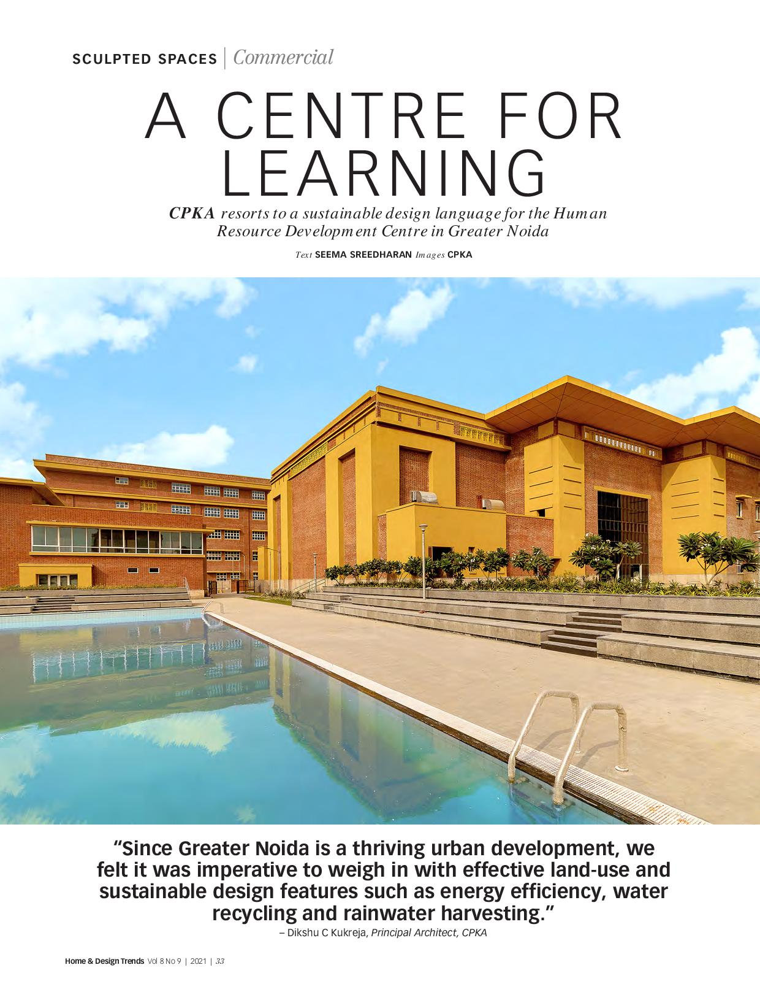 SCULPTED SPACES | Commercial
A CENTRE FOR
LEARNING
CPKA resorts to a sustainable design language for the Human
Resource Development Centre in Greater Noida
Text SEEMA SREEDHARAN Images CPKA
“Since Greater Noida is a thriving urban development, we
felt it was imperative to weigh in with effective land-use and
sustainable design features such as energy efficiency, water
recycling and rainwater harvesting.”
– Dikshu C Kukreja, Principal Architect, CPKA
Home & Design Trends Vol 8 No 9 | 2021 | 33